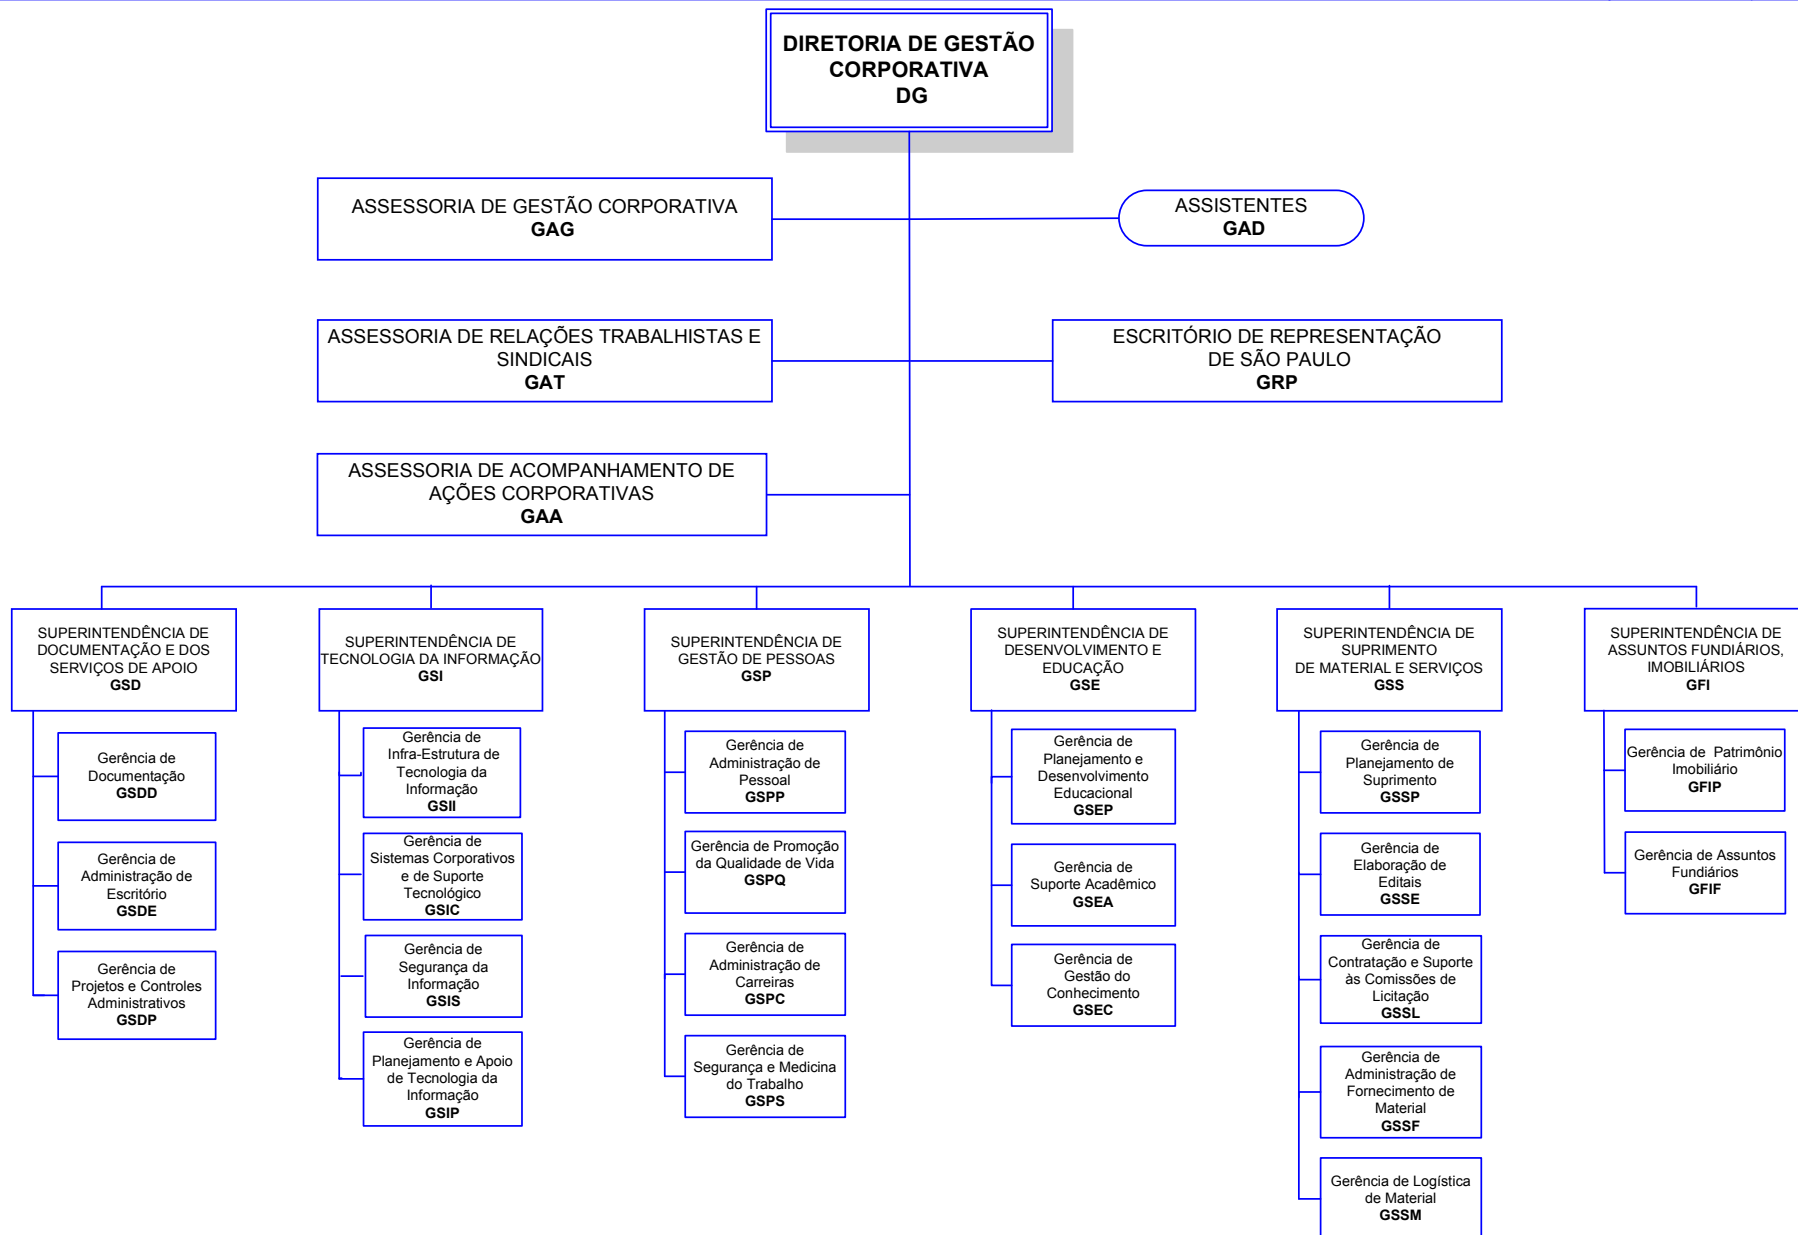 DIRETORIA DE GESTÃO
CORPORATIVA
DG
ASSESSORIA DE GESTÃO CORPORATIVA
GAG
ASSISTENTES
GAD
ASSESSORIA DE RELAÇÕES TRABALHISTAS E
SINDICAIS
GAT
ESCRITÓRIO DE REPRESENTAÇÃO
DE SÃO PAULO
GRP
ASSESSORIA DE ACOMPANHAMENTO DE
AÇÕES CORPORATIVAS
GAA
SUPERINTENDÊNCIA DE
DOCUMENTAÇÃO E DOS
SERVIÇOS DE APOIO
GSD
SUPERINTENDÊNCIA DE
TECNOLOGIA DA INFORMAÇÃO
GSI
SUPERINTENDÊNCIA DE
GESTÃO DE PESSOAS
GSP
SUPERINTENDÊNCIA DE
DESENVOLVIMENTO E
EDUCAÇÃO
GSE
SUPERINTENDÊNCIA DE
SUPRIMENTO
DE MATERIAL E SERVIÇOS
GSS
SUPERINTENDÊNCIA DE
ASSUNTOS FUNDIÁRIOS,
IMOBILIÁRIOS
GFI
Gerência de
Documentação
GSDD
Gerência de
Administração de
Escritório
GSDE
Gerência de
Projetos e Controles
Administrativos
GSDP
Gerência de
Infra-Estrutura de
Tecnologia da
Informação
GSII
Gerência de
Sistemas Corporativos
e de Suporte
Tecnológico
GSIC
Gerência de
Segurança da
Informação
GSIS
Gerência de
Planejamento e Apoio
de Tecnologia da
Informação
GSIP
Gerência de
Administração de
Pessoal
GSPP
Gerência de Promoção
da Qualidade de Vida
GSPQ
Gerência de
Administração de
Carreiras
GSPC
Gerência de
Segurança e Medicina
do Trabalho
GSPS
Gerência de
Planejamento e
Desenvolvimento
Educacional
GSEP
Gerência de
Suporte Acadêmico
GSEA
Gerência de
Gestão do
Conhecimento
GSEC
Gerência de
Planejamento de
Suprimento
GSSP
Gerência de
Elaboração de
Editais
GSSE
Gerência de
Contratação e Suporte
às Comissões de
Licitação
GSSL
Gerência de
Administração de
Fornecimento de
Material
GSSF
Gerência de Logística
de Material
GSSM
Gerência de Patrimônio
Imobiliário
GFIP
Gerência de Assuntos
Fundiários
GFIF